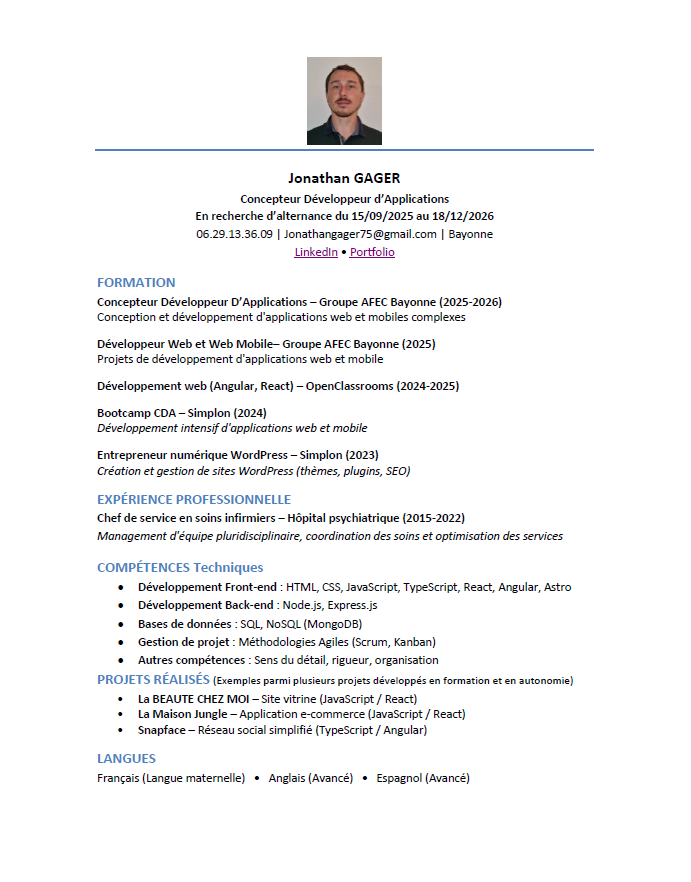 Jonathan GAGER
Concepteur Développeur d’Applications
En recherche d’alternance du 15/09/2025 au 18/12/2026
06.29.13.36.09 | Jonathangager75@gmail.com | Bayonne
LinkedIn • Portfolio
FORMATION
Concepteur Développeur D’Applications – Groupe AFEC Bayonne (2025-2026)
Conception et développement d'applications web et mobiles complexes
Développeur Web et Web Mobile– Groupe AFEC Bayonne (2025)
Projets de développement d'applications web et mobile
Développement web (Angular, React) – OpenClassrooms (2024-2025)
Bootcamp CDA – Simplon (2024)
Développement intensif d'applications web et mobile
Entrepreneur numérique WordPress – Simplon (2023)
Création et gestion de sites WordPress (thèmes, plugins, SEO)
EXPÉRIENCE PROFESSIONNELLE
Chef de service en soins infirmiers – Hôpital psychiatrique (2015-2022)
Management d'équipe pluridisciplinaire, coordination des soins et optimisation des services
COMPÉTENCES Techniques
• Développement Front-end : HTML, CSS, JavaScript, TypeScript, React, Angular, Astro
• Développement Back-end : Node.js, Express.js
• Bases de données : SQL, NoSQL (MongoDB)
• Gestion de projet : Méthodologies Agiles (Scrum, Kanban)
• Autres compétences : Sens du détail, rigueur, organisation
PROJETS RÉALISÉS (Exemples parmi plusieurs projets développés en formation et en autonomie)
• La BEAUTE CHEZ MOI – Site vitrine (JavaScript / React)
• La Maison Jungle – Application e-commerce (JavaScript / React)
• Snapface – Réseau social simplifié (TypeScript / Angular)
LANGUES
Français (Langue maternelle) • Anglais (Avancé) • Espagnol (Avancé)